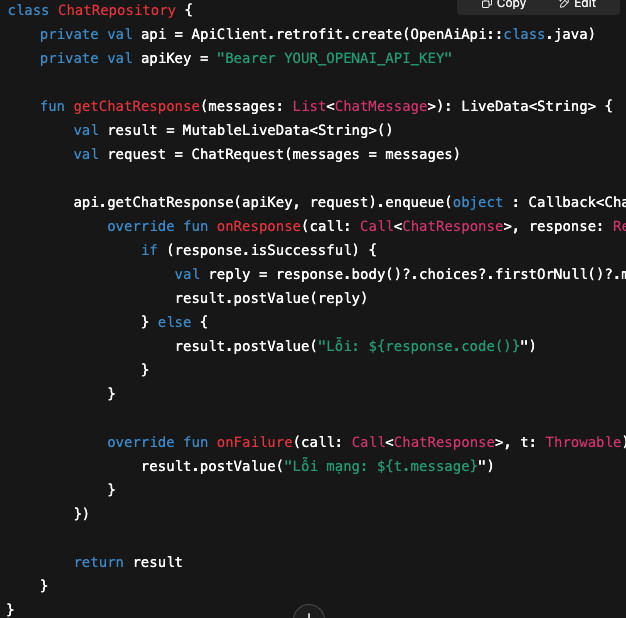 Copy Edit
class ChatRepository {
    private val api = ApiClient.retrofit.create(OpenAiApi::class.java)
    private val apiKey = "Bearer YOUR_OPENAI_API_KEY"
    fun getChatResponse(messages: List<ChatMessage>): LiveData<String> {
        val result = MutableLiveData<String>()
        val request = ChatRequest(messages = messages)
        api.getChatResponse(apiKey, request).enqueue(object : Callback<Cha
            override fun onResponse(call: Call<ChatResponse>, response: Re
                if (response.isSuccessful) {
                    val reply = response.body()?.choices?.firstOrNull()?.m
                    result.postValue(reply)
                } else {
                    result.postValue("Lỗi: ${response.code()}")
                }
            }
            override fun onFailure(call: Call<ChatResponse>, t: Throwable)
                result.postValue("Lỗi mạng: ${t.message}")
            }
        })
        return result
    }
}